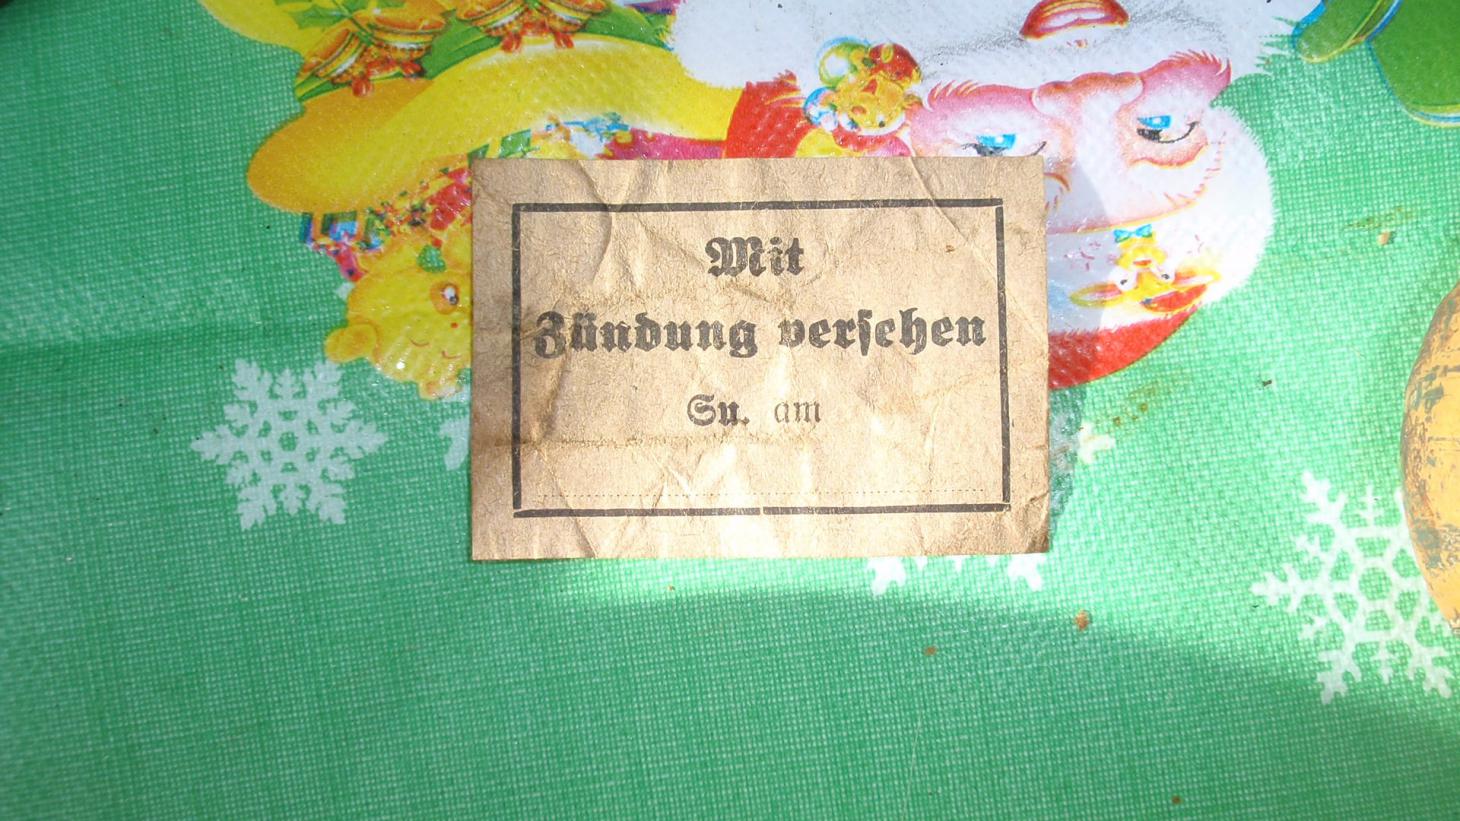 Mit
Zündung versehen
Su. am